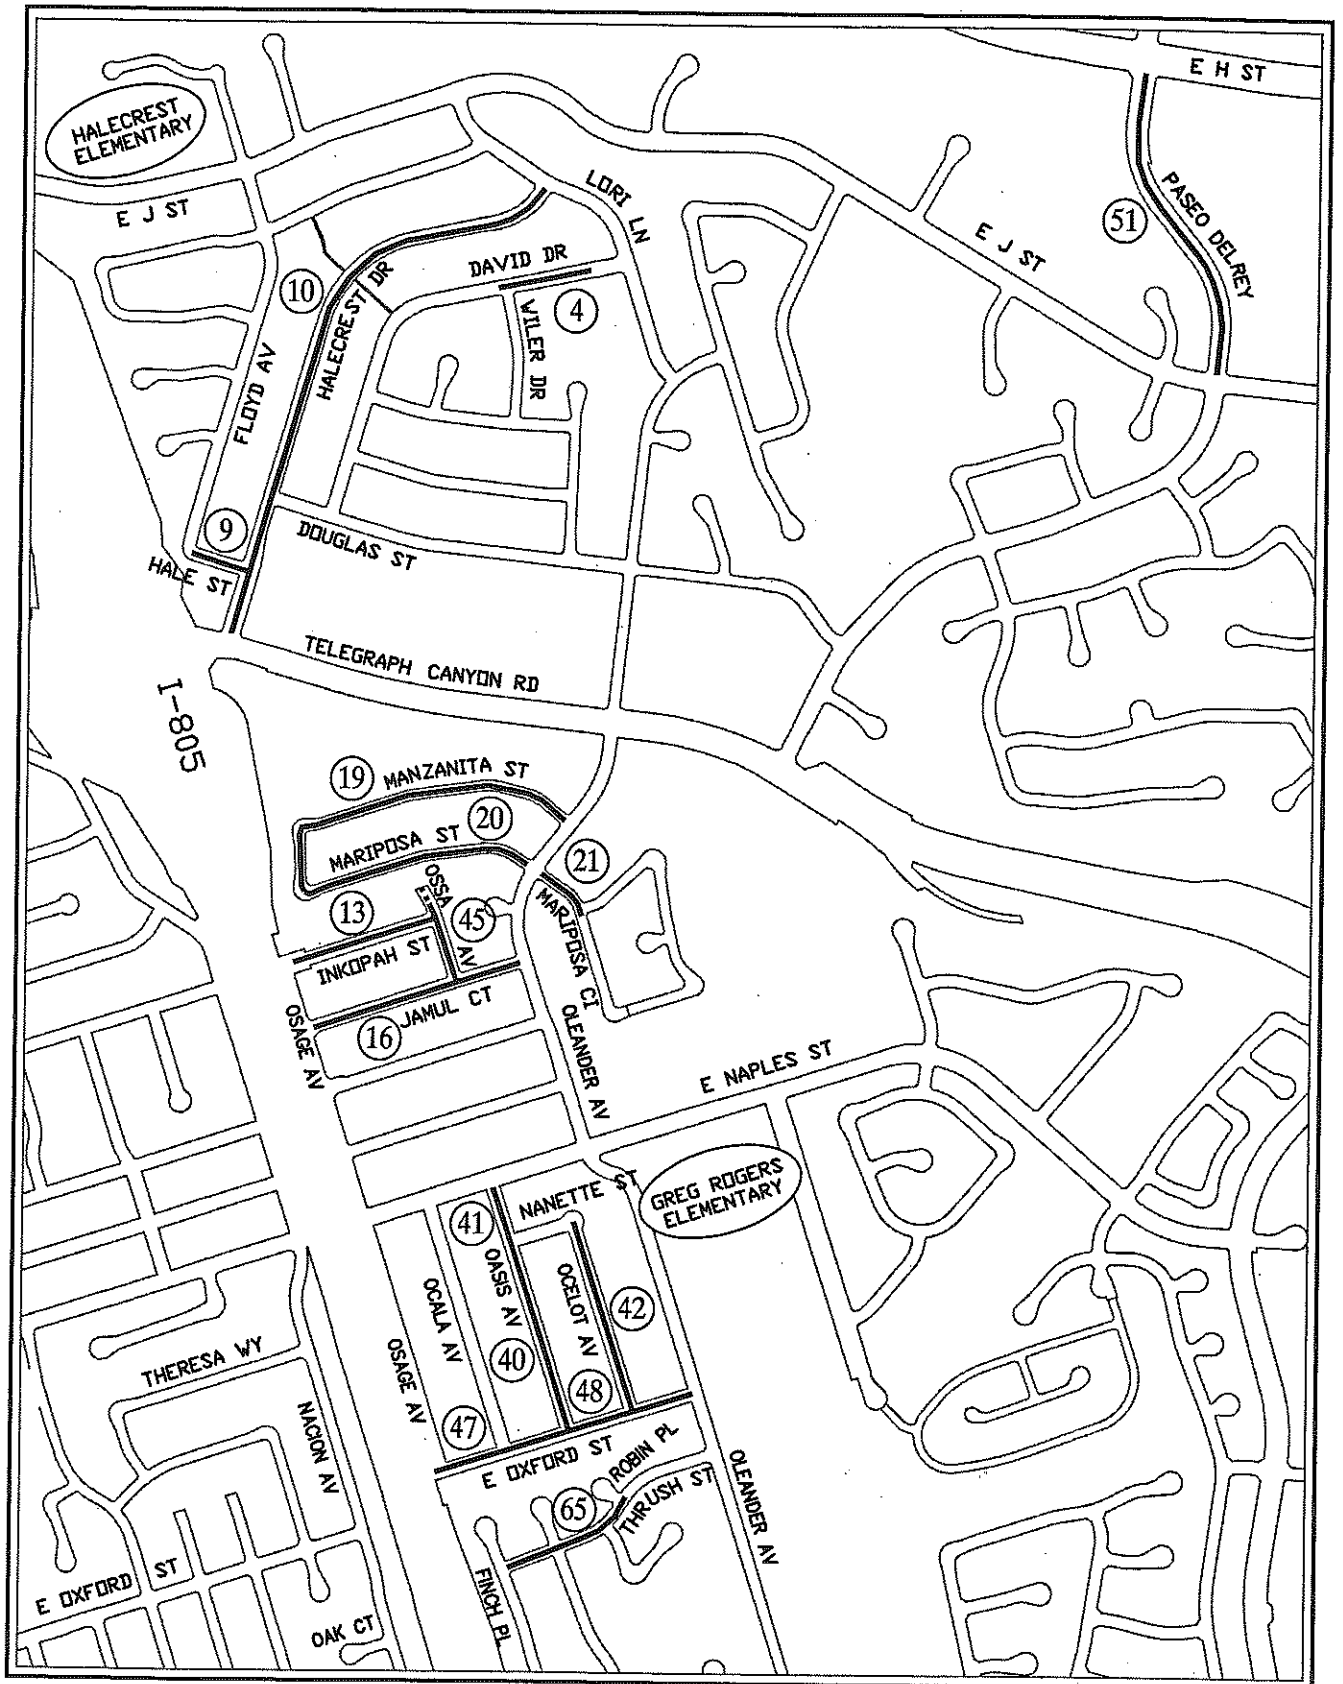 E H ST
HALECREST
ELEMENTARY
E J ST
LORI LN
PASEO DELREY
51
E J ST
DAVID DR
10
HALECREST DR
4
WILER DR
FLOYD AV
9
DOUGLAS ST
HALE ST
TELEGRAPH CANYON RD
I-805
19
MANZANITA ST
20
MARIPOSA ST
21
OSSA AV
13
45
MARIPOSA CI
INKOPAH ST
JAMUL CT
16
OSAGE AV
OLEANDER AV
E NAPLES ST
GREG ROGERS
ELEMENTARY
NANETTE ST
41
OASIS AV
OCELOT AV
42
OCALA AV
40
48
OSAGE AV
47
THERESA WY
NACION AV
E OXFORD ST
ROBIN PL
65
THRUSH ST
OLEANDER AV
FINCH PL
E OXFORD ST
OAK CT